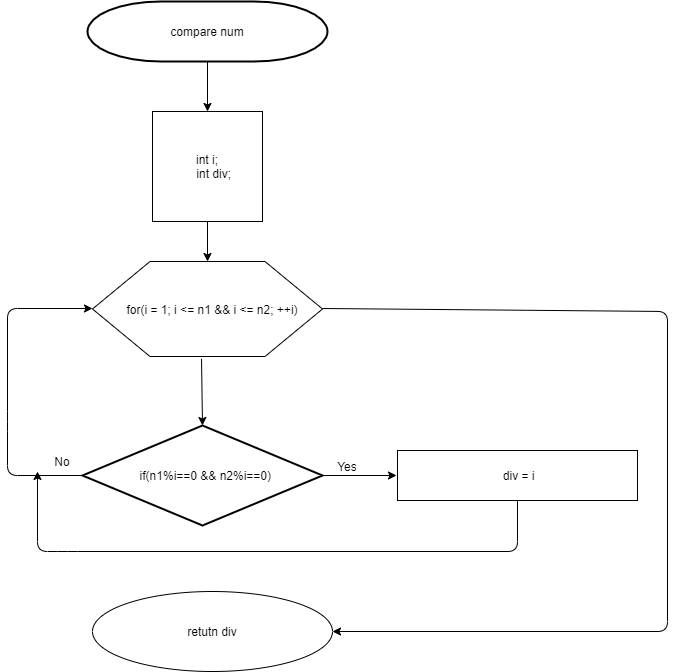 compare num
int i;
int div;
for(i = 1; i <= n1 && i <= n2; ++i)
No
if(n1%i==0 && n2%i==0)
Yes
div = i
retutn div